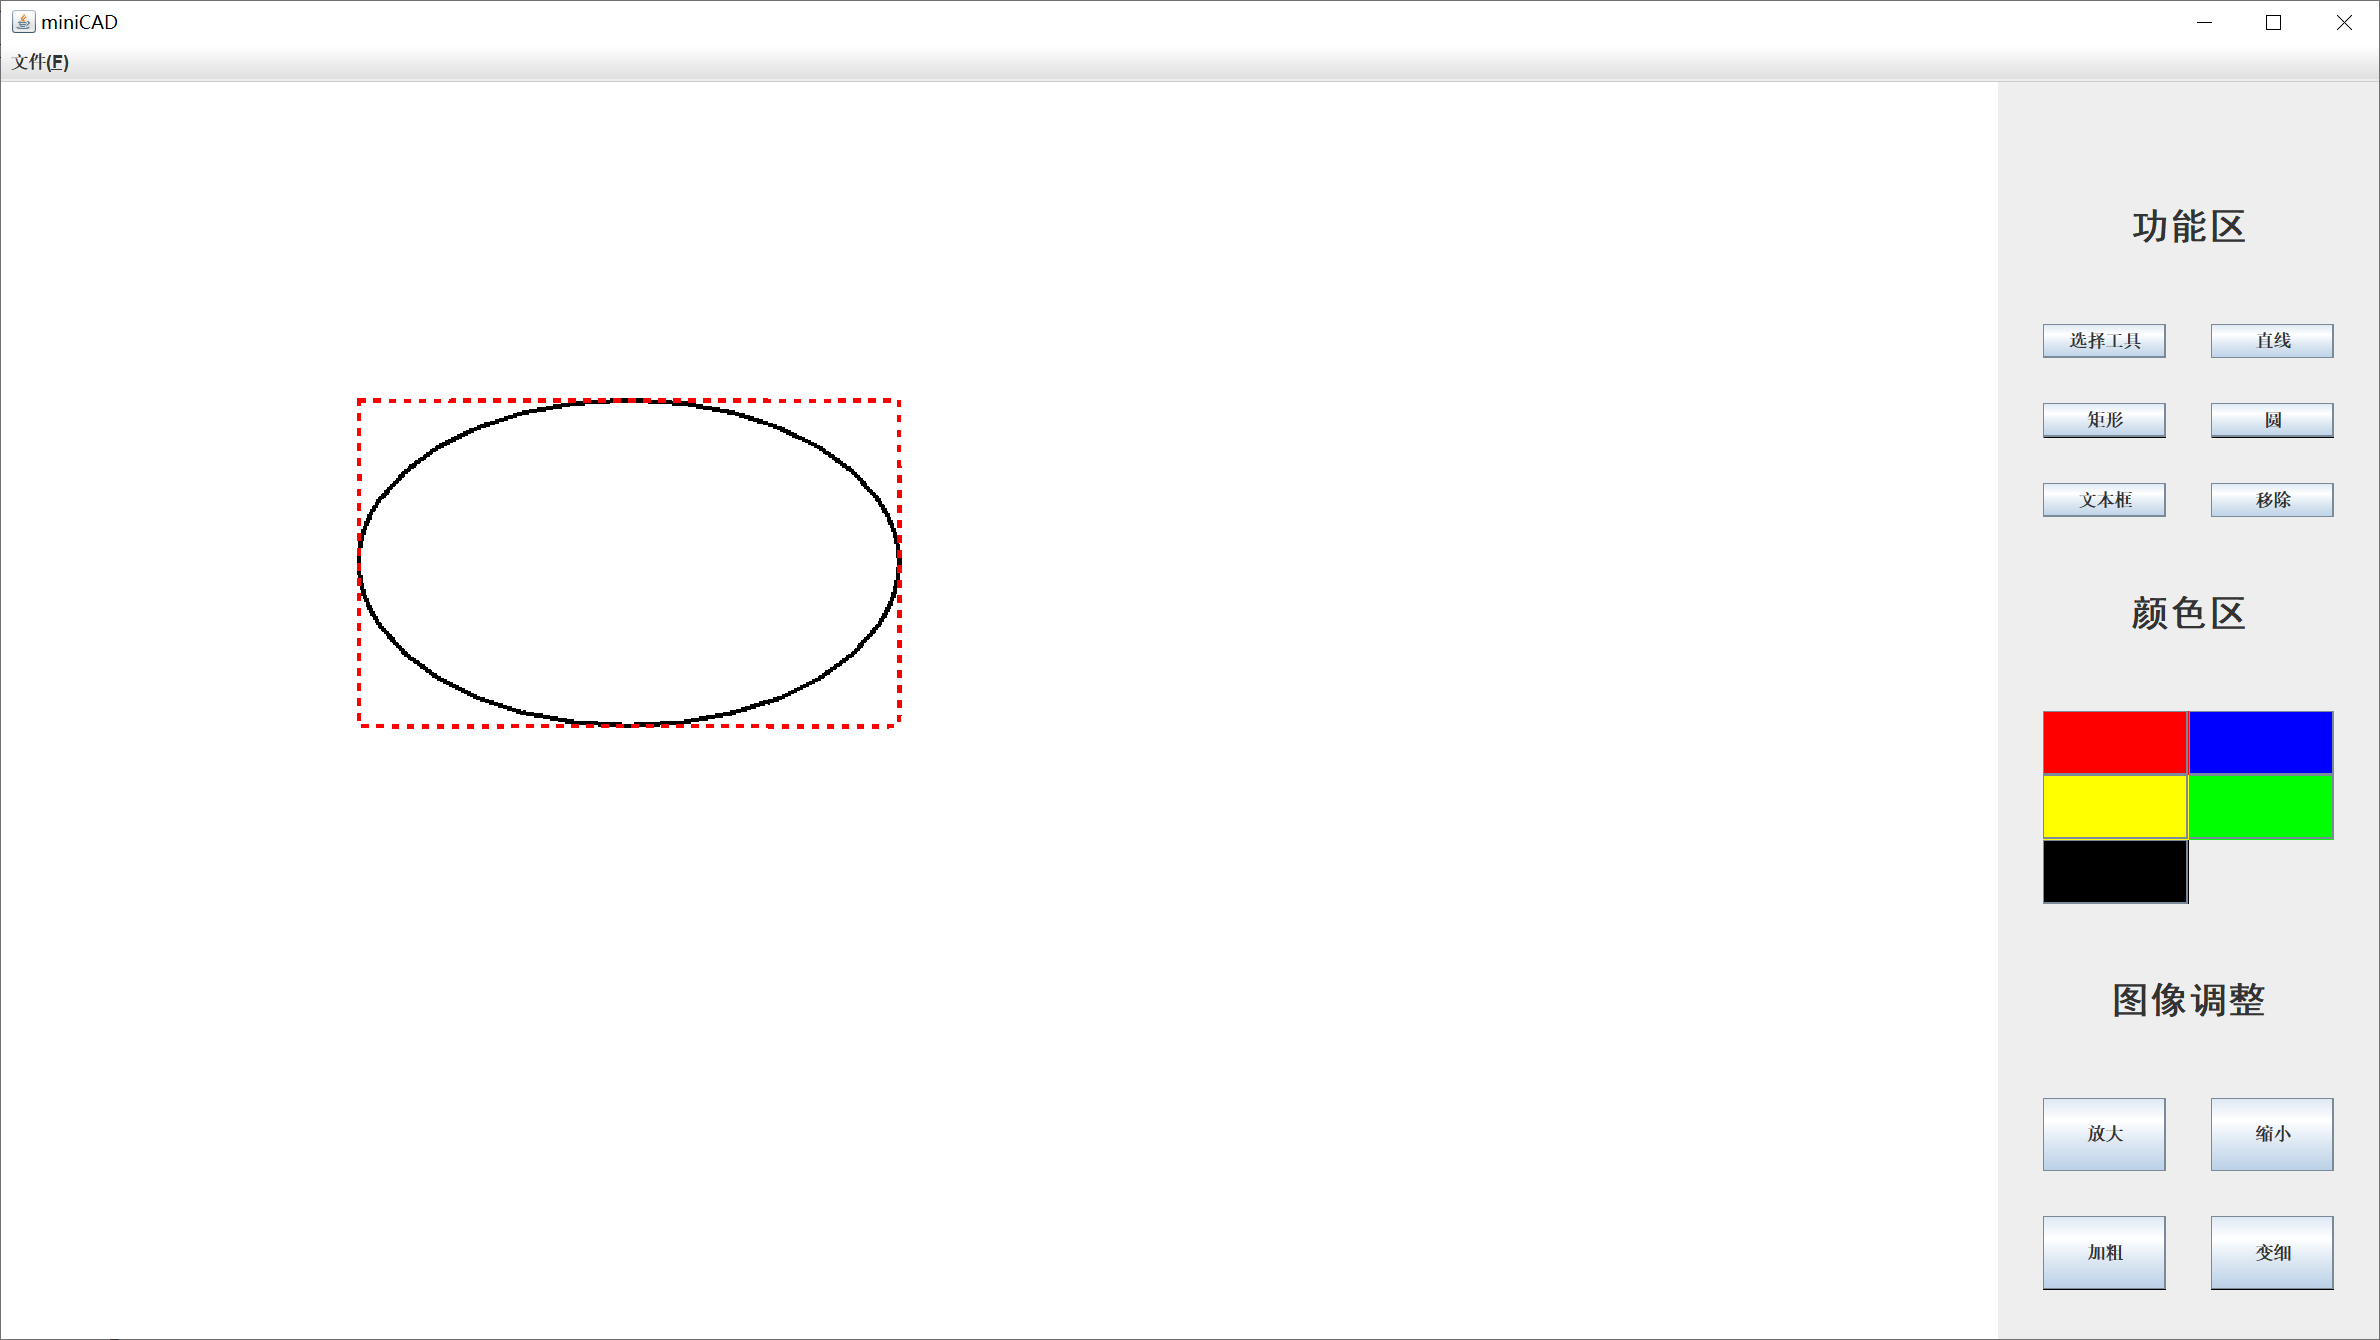 miniCAD
文件(F)
功能区
选择工具 直线
矩形 圆
文本框 移除
颜色区
图像调整
放大 缩小
加粗 变细